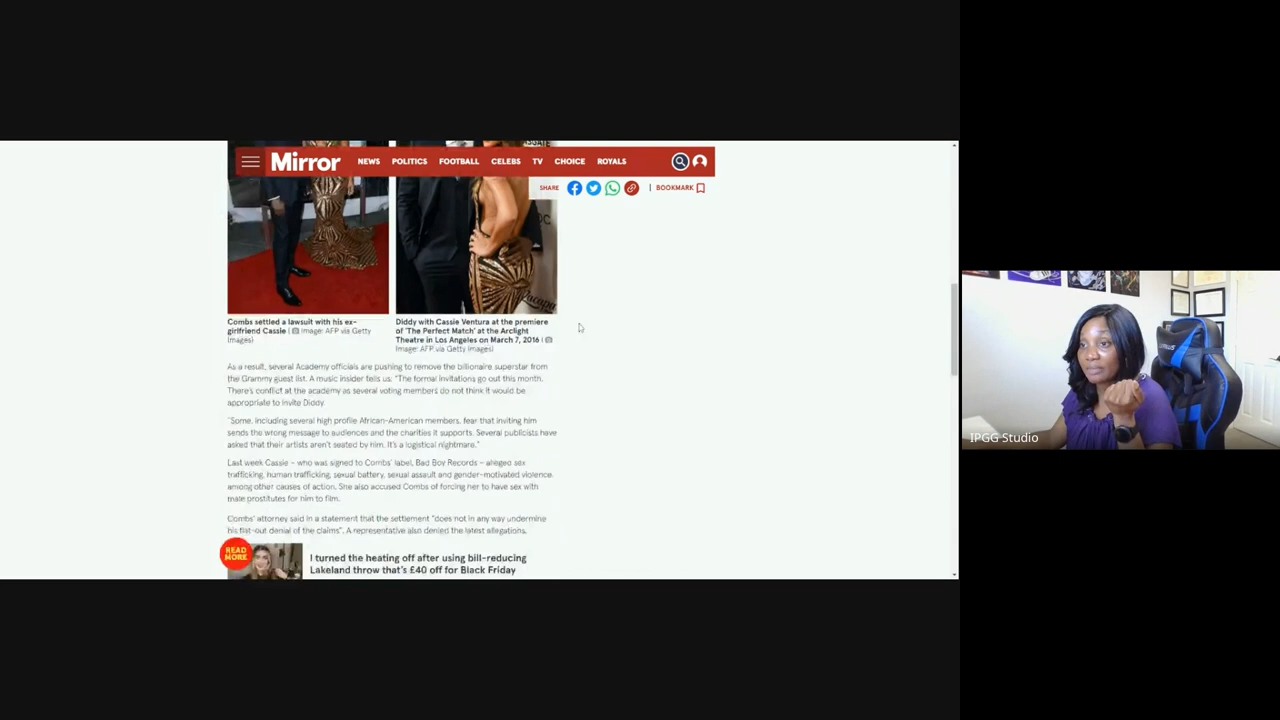 Mirror NEWS POLITICS FOOTBALL CELEBS TV CHOICE ROYALS
SHARE | BOOKMARK
Combs settled a lawsuit with his ex-
girlfriend Cassie ( Image: AFP via Getty
Images)
Diddy with Cassie Ventura at the premiere
of 'The Perfect Match' at the Arclight
Theatre in Los Angeles on March 7, 2016 (
Image: AFP via Getty Images)
As a result, several Academy officials are pushing to remove the billionaire superstar from
the Grammy guest list. A music insider tells us: "The formal invitations go out this month.
There's conflict at the academy as several voting members do not think it would be
appropriate to invite Diddy.
"Some, including several high profile African-American members, fear that inviting him
sends the wrong message to audiences and the charities it supports. Several publicists have
asked that their artists aren't seated by him. It's a logistical nightmare."
Last week Cassie – who was signed to Combs' label, Bad Boy Records – alleged sex
trafficking, human trafficking, sexual battery, sexual assault and gender-motivated violence,
among other causes of action. She also accused Combs of forcing her to have sex with
male prostitutes for him to film.
Combs' attorney said in a statement that the settlement "does not in any way undermine
his flat-out denial of the claims". A representative also denied the latest allegations.
READ
MORE
I turned the heating off after using bill-reducing
Lakeland throw that's £40 off for Black Friday
IPGG Studio